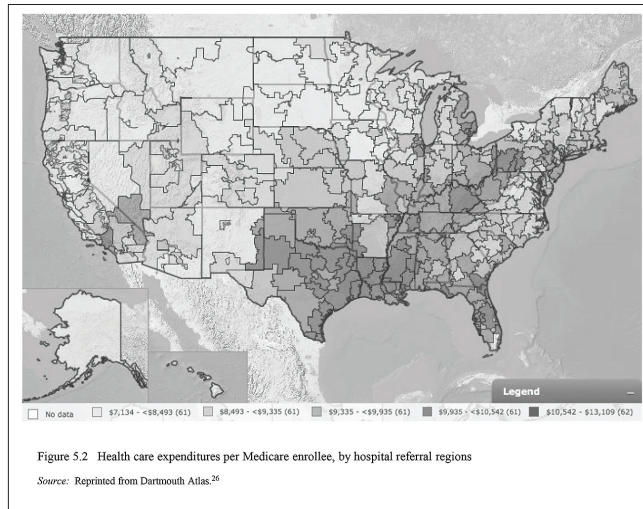 Legend
No data $7,134 - <$8,493 (61) $8,493 - <$9,335 (61) $9,335 - <$9,935 (61) $9,935 - <$10,542 (61) $10,542 - $13,109 (62)
Figure 5.2 Health care expenditures per Medicare enrollee, by hospital referral regions
Source: Reprinted from Dartmouth Atlas.26